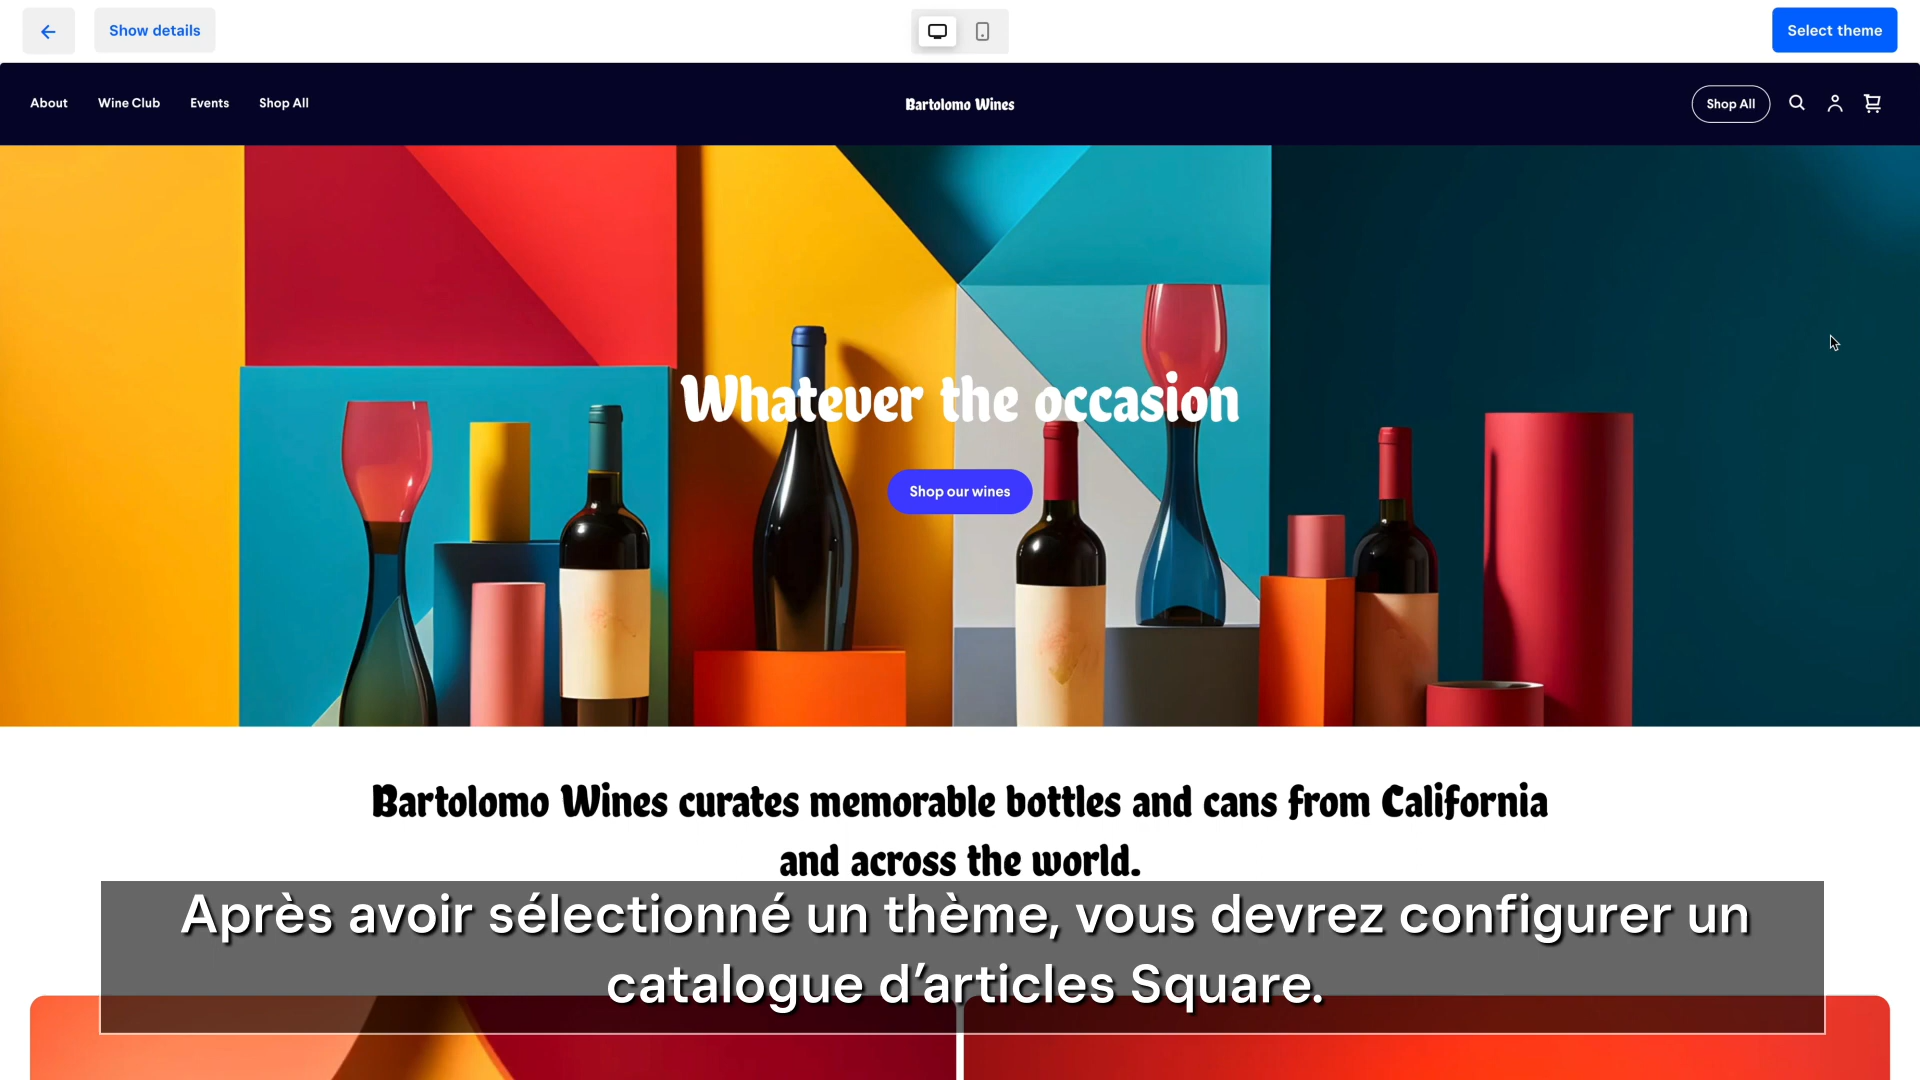 Show details
Select theme
About Wine Club Events Shop All
Bartolomo Wines
Shop All
Whatever the occasion
Shop our wines
Bartolomo Wines curates memorable bottles and cans from California
and across the world.
Après avoir sélectionné un thème, vous devrez configurer un
catalogue d’articles Square.